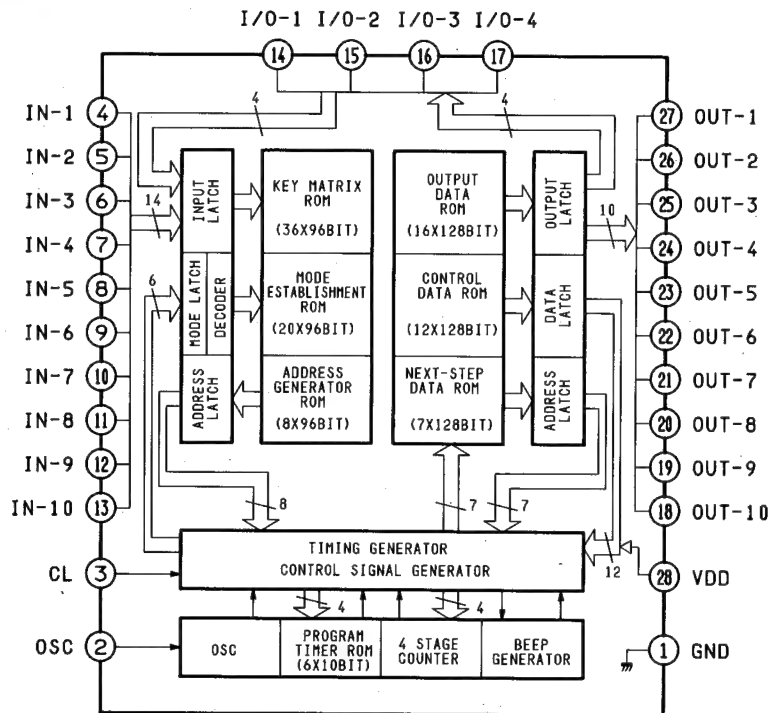 I/O-1 I/O-2 I/O-3 I/O-4
14 15 16 17
IN-1 4
IN-2 5
IN-3 6
IN-4 7
IN-5 8
IN-6 9
IN-7 10
IN-8 11
IN-9 12
IN-10 13
CL 3
OSC 2
4
4
14
10
6
INPUT LATCH
MODE LATCH
DECODER
ADDRESS LATCH
KEY MATRIX
ROM
(36X96BIT)
MODE
ESTABLISHMENT
ROM
(20X96BIT)
ADDRESS
GENERATOR
ROM
(8X96BIT)
OUTPUT
DATA
ROM
(16X128BIT)
CONTROL
DATA ROM
(12X128BIT)
NEXT-STEP
DATA ROM
(7X128BIT)
OUTPUT LATCH
DATA LATCH
ADDRESS LATCH
8
7
7
12
TIMING GENERATOR
CONTROL SIGNAL GENERATOR
4
4
OSC
PROGRAM
TIMER ROM
(6X10BIT)
4 STAGE
COUNTER
BEEP
GENERATOR
27 OUT-1
26 OUT-2
25 OUT-3
24 OUT-4
23 OUT-5
22 OUT-6
21 OUT-7
20 OUT-8
19 OUT-9
18 OUT-10
28 VDD
1 GND